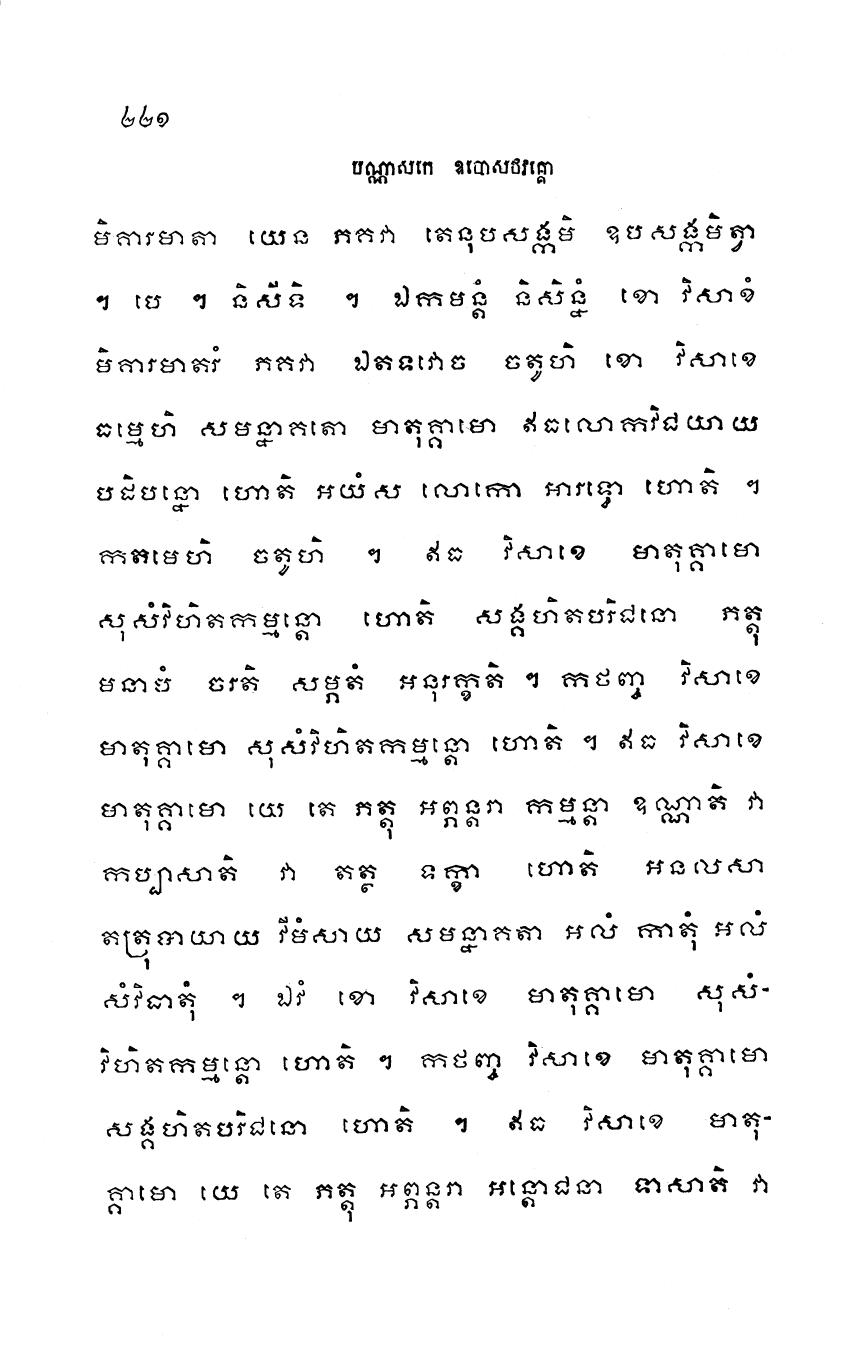 ២២១
បណ្ណាសកេ ឧបោសថវគ្គោ
មិគារមាតា យេន ភគវា តេនុបសង្កមិ ឧបសង្កមិត្វា
ៗ បេ ៗ និសីទិ ។ ឯកមន្តំ និសិន្នំ ខោ វិសាខំ
មិគារមាតរំ ភគវា ឯតទវោច ចតូហិ ខោ វិសាខេ
ធម្មេហិ សមន្នាគតោ មាតុគ្គាមោ ឥធលោកវិជយាយ
បដិបន្នោ ហោតិ អយំស លោកោ អារទ្ធោ ហោតិ ។
កតមេហិ ចតូហិ ។ ឥធ វិសាខេ មាតុគ្គាមោ
សុសំវិហិតកម្មន្តោ ហោតិ សង្គហិតបរិជនោ ភត្តុ
មនាបំ ចរតិ សម្ភតំ អនុរក្ខតិ ។ កថញ្ច វិសាខេ
មាតុគ្គាមោ សុសំវិហិតកម្មន្តោ ហោតិ ។ ឥធ វិសាខេ
មាតុគ្គាមោ យេ តេ ភត្តុ អព្ភន្តរា កម្មន្តា ឧណ្ណាតិ វា
កប្បាសាតិ វា តត្ថ ទក្ខា ហោតិ អនលសា
តត្រុទាយាយ វីមំសាយ សមន្នាគតា អលំ កាតុំ អលំ
សំវិធាតុំ ។ ឯវំ ខោ វិសាខេ មាតុគ្គាមោ សុសំ-
វិហិតកម្មន្តោ ហោតិ ។ កថញ្ច វិសាខេ មាតុគ្គាមោ
សង្គហិតបរិជនោ ហោតិ ។ ឥធ វិសាខេ មាតុ-
គ្គាមោ យេ តេ ភត្តុ អព្ភន្តរា អន្តោជនា ទាសាតិ វា